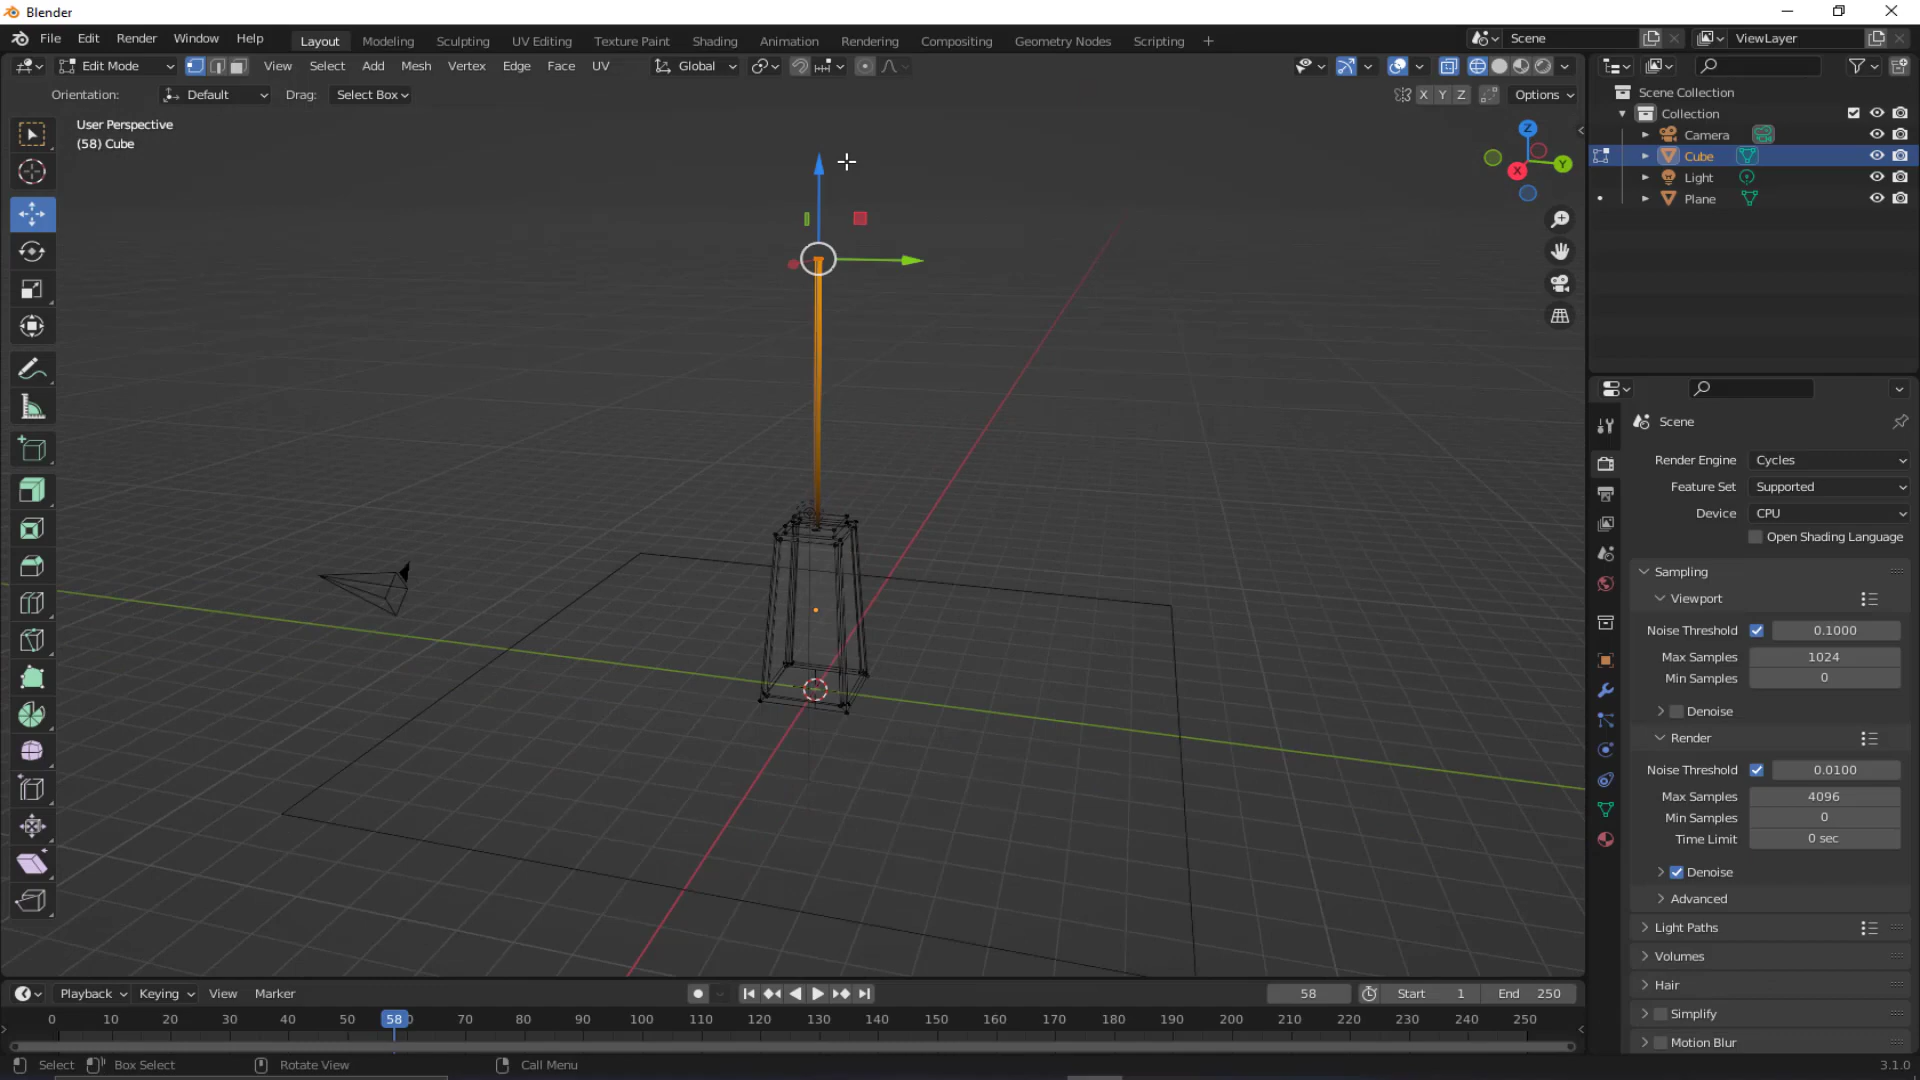 Blender
File Edit Render Window Help
Layout Modeling Sculpting UV Editing Texture Paint Shading Animation Rendering Compositing Geometry Nodes Scripting +
Scene
ViewLayer
Edit Mode View Select Add Mesh Vertex Edge Face UV
Global
Orientation: Default Drag: Select Box
X Y Z Options
User Perspective
(58) Cube
Z
Y
X
Scene Collection
Collection
Camera
Cube
Light
Plane
Scene
Render Engine Cycles
Feature Set Supported
Device CPU
Open Shading Language
Sampling
Viewport
Noise Threshold 0.1000
Max Samples 1024
Min Samples 0
Denoise
Render
Noise Threshold 0.0100
Max Samples 4096
Min Samples 0
Time Limit 0 sec
Denoise
Advanced
Light Paths
Volumes
Hair
Simplify
Motion Blur
Playback Keying View Marker
58 Start 1 End 250
0 10 20 30 40 50 58 70 80 90 100 110 120 130 140 150 160 170 180 190 200 210 220 230 240 250
Select Box Select Rotate View Call Menu
3.1.0